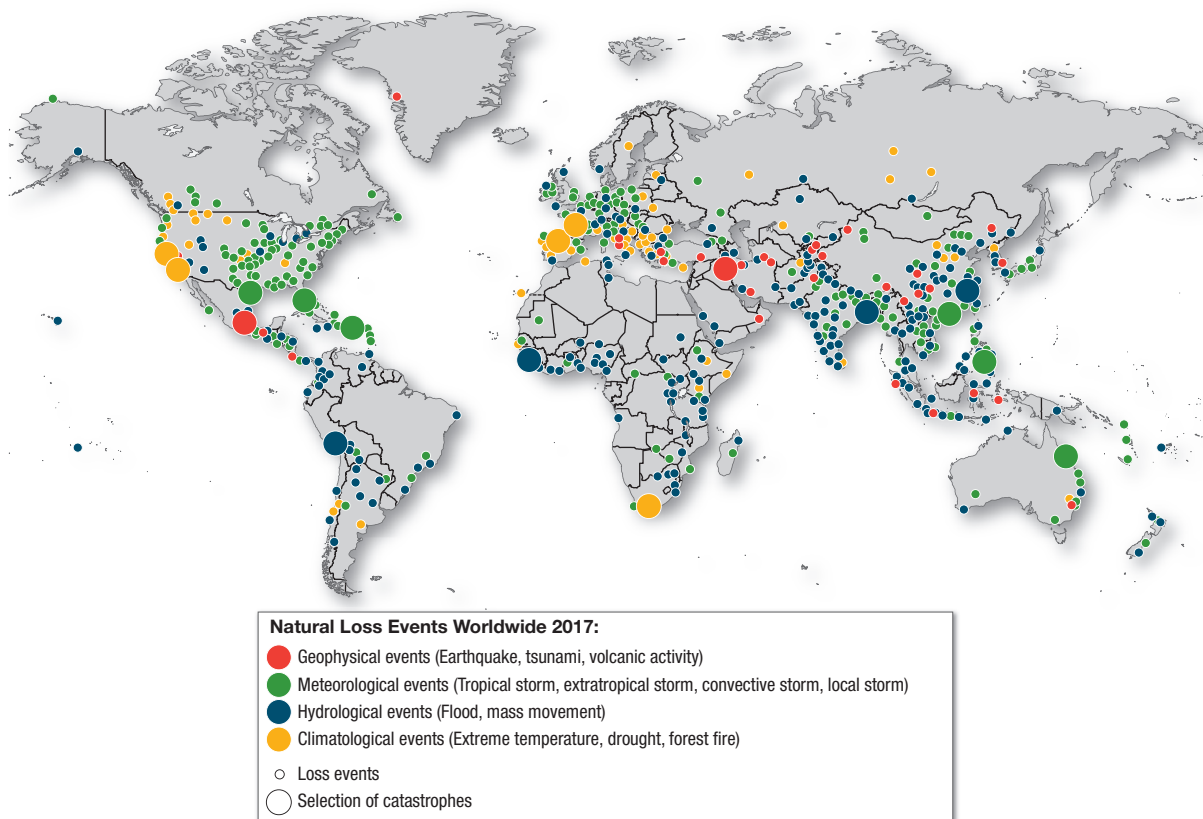 Natural Loss Events Worldwide 2017:
Geophysical events (Earthquake, tsunami, volcanic activity)
Meteorological events (Tropical storm, extratropical storm, convective storm, local storm)
Hydrological events (Flood, mass movement)
Climatological events (Extreme temperature, drought, forest fire)
Loss events
Selection of catastrophes